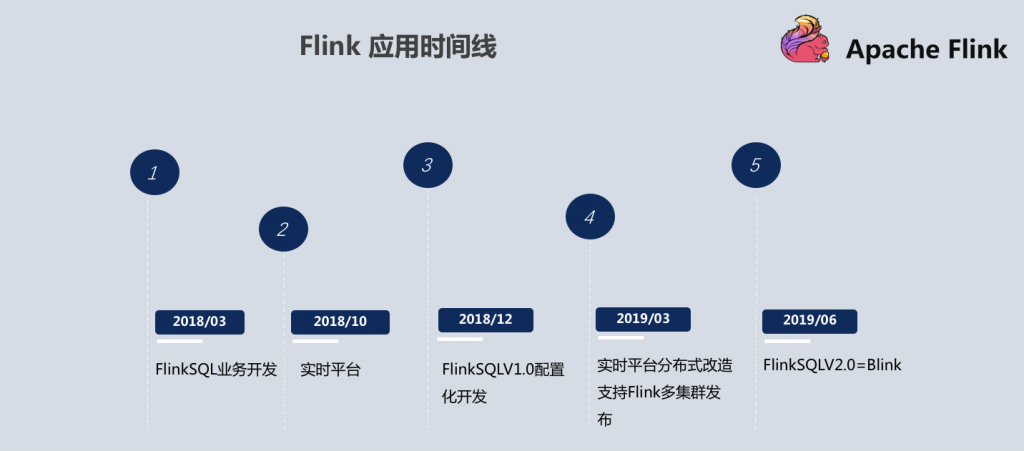 Flink 应用时间线
Apache Flink
1
2
3
4
5
2018/03
FlinkSQL业务开发
2018/10
实时平台
2018/12
FlinkSQLV1.0配置
化开发
2019/03
实时平台分布式改造
支持Flink多集群发
布
2019/06
FlinkSQLV2.0=Blink